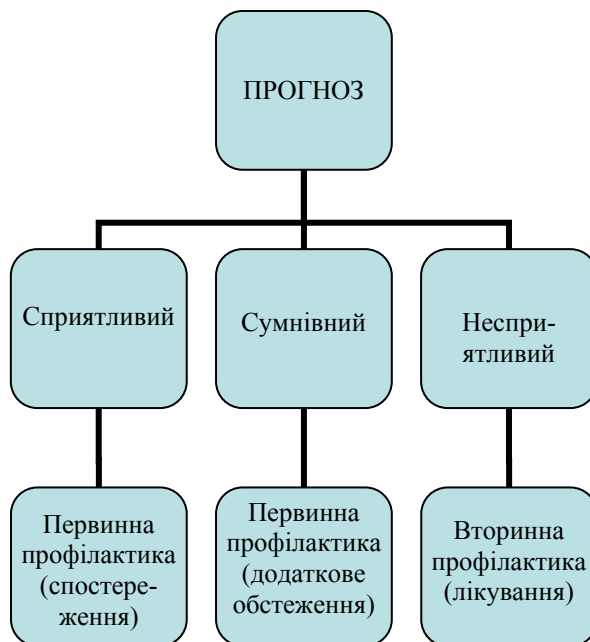 ПРОГНОЗ
Сприятливий
Сумнівний
Неспри-
ятливий
Первинна
профілактика
(спостере-
ження)
Первинна
профілактика
(додаткове
обстеження)
Вторинна
профілактика
(лікування)